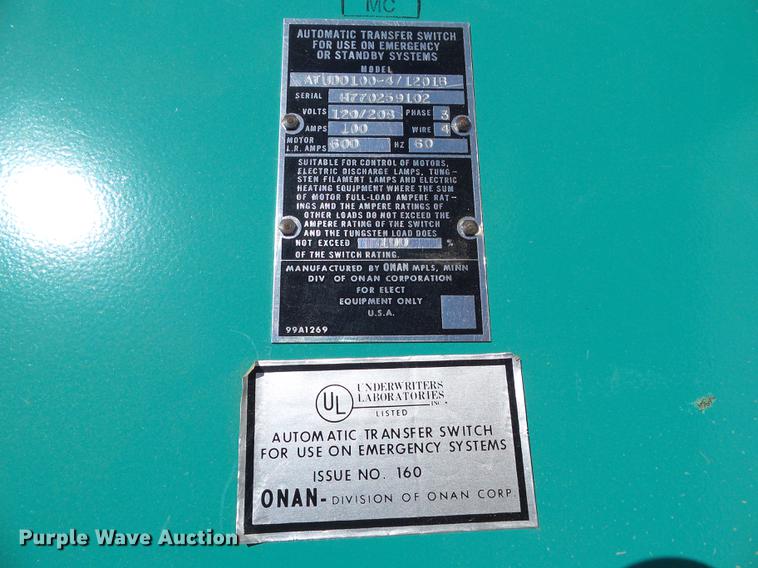 MC
AUTOMATIC TRANSFER SWITCH
FOR USE ON EMERGENCY
OR STANDBY SYSTEMS
MODEL
ATUD0100-4/1201B
SERIAL H770259102
VOLTS 120/208 PHASE 3
AMPS 100 WIRE 4
MOTOR L.R. AMPS 600 HZ 60
SUITABLE FOR CONTROL OF MOTORS,
ELECTRIC DISCHARGE LAMPS, TUNG-
STEN FILAMENT LAMPS AND ELECTRIC
HEATING EQUIPMENT WHERE THE SUM
OF MOTOR FULL-LOAD AMPERE RAT-
INGS AND THE AMPERE RATINGS OF
OTHER LOADS DO NOT EXCEED THE
AMPERE RATING OF THE SWITCH
AND THE TUNGSTEN LOAD DOES
NOT EXCEED 100 %
OF THE SWITCH RATING.
MANUFACTURED BY ONAN MPLS, MINN
DIV OF ONAN CORPORATION
FOR ELECT
EQUIPMENT ONLY
U.S.A.
99A1269
UL UNDERWRITERS
LABORATORIES
INC.
LISTED
AUTOMATIC TRANSFER SWITCH
FOR USE ON EMERGENCY SYSTEMS
ISSUE NO. 160
ONAN- DIVISION OF ONAN CORP.
Purple Wave Auction